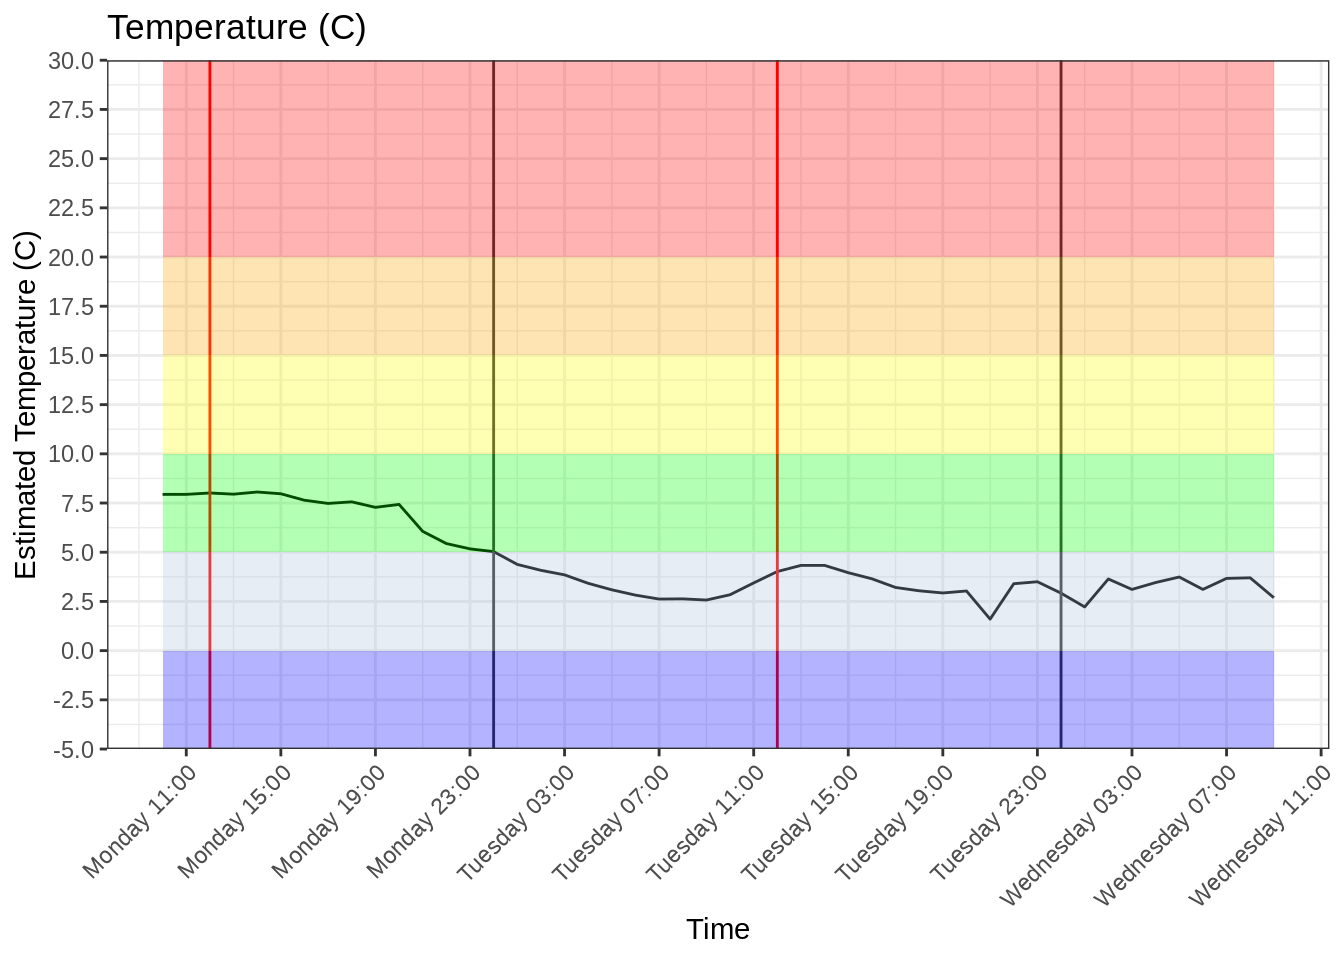 Temperature (C)
Estimated Temperature (C)
30.0
27.5
25.0
22.5
20.0
17.5
15.0
12.5
10.0
7.5
5.0
2.5
0.0
-2.5
-5.0
Monday 11:00
Monday 15:00
Monday 19:00
Monday 23:00
Tuesday 03:00
Tuesday 07:00
Tuesday 11:00
Tuesday 15:00
Tuesday 19:00
Tuesday 23:00
Wednesday 03:00
Wednesday 07:00
Wednesday 11:00
Time